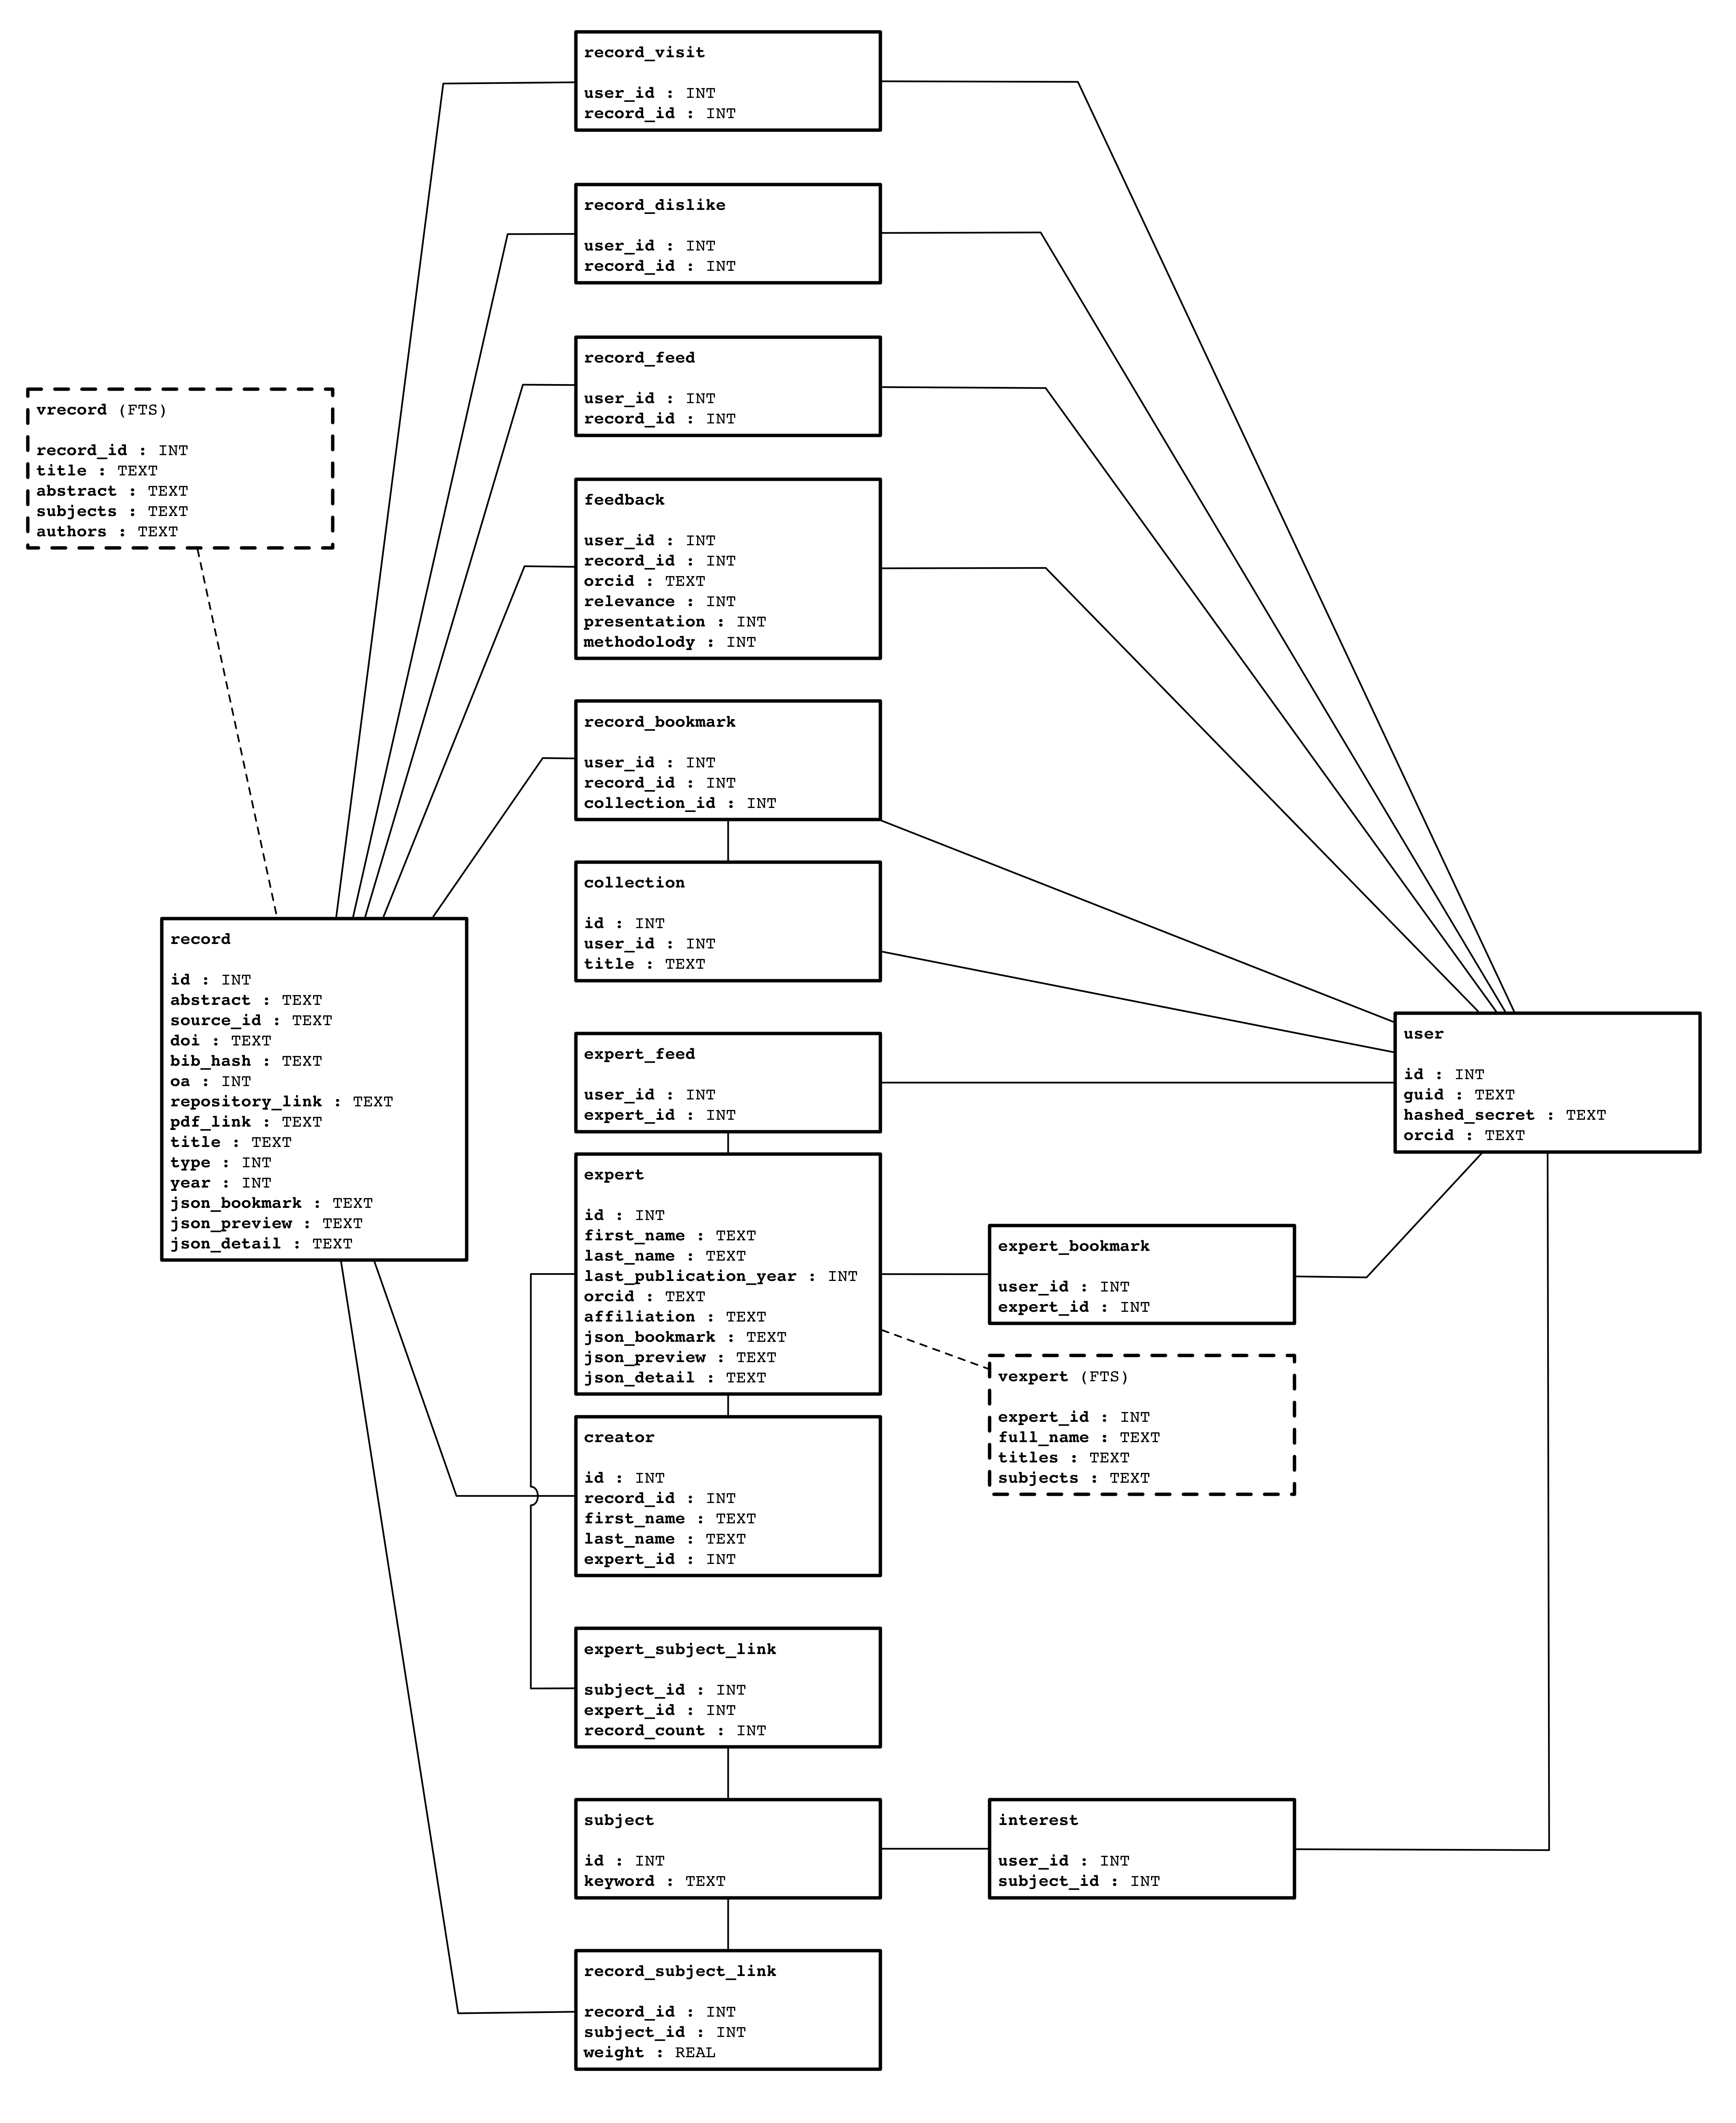 record_visit
user_id : INT
record_id : INT
record_dislike
user_id : INT
record_id : INT
record_feed
user_id : INT
record_id : INT
vrecord (FTS)
record_id : INT
title : TEXT
abstract : TEXT
subjects : TEXT
authors : TEXT
feedback
user_id : INT
record_id : INT
orcid : TEXT
relevance : INT
presentation : INT
methodolody : INT
record_bookmark
user_id : INT
record_id : INT
collection_id : INT
collection
id : INT
user_id : INT
title : TEXT
record
id : INT
abstract : TEXT
source_id : TEXT
doi : TEXT
bib_hash : TEXT
oa : INT
repository_link : TEXT
pdf_link : TEXT
title : TEXT
type : INT
year : INT
json_bookmark : TEXT
json_preview : TEXT
json_detail : TEXT
user
id : INT
guid : TEXT
hashed_secret : TEXT
orcid : TEXT
expert_feed
user_id : INT
expert_id : INT
expert
id : INT
first_name : TEXT
last_name : TEXT
last_publication_year : INT
orcid : TEXT
affiliation : TEXT
json_bookmark : TEXT
json_preview : TEXT
json_detail : TEXT
expert_bookmark
user_id : INT
expert_id : INT
vexpert (FTS)
expert_id : INT
full_name : TEXT
titles : TEXT
subjects : TEXT
creator
id : INT
record_id : INT
first_name : TEXT
last_name : TEXT
expert_id : INT
expert_subject_link
subject_id : INT
expert_id : INT
record_count : INT
subject
id : INT
keyword : TEXT
interest
user_id : INT
subject_id : INT
record_subject_link
record_id : INT
subject_id : INT
weight : REAL